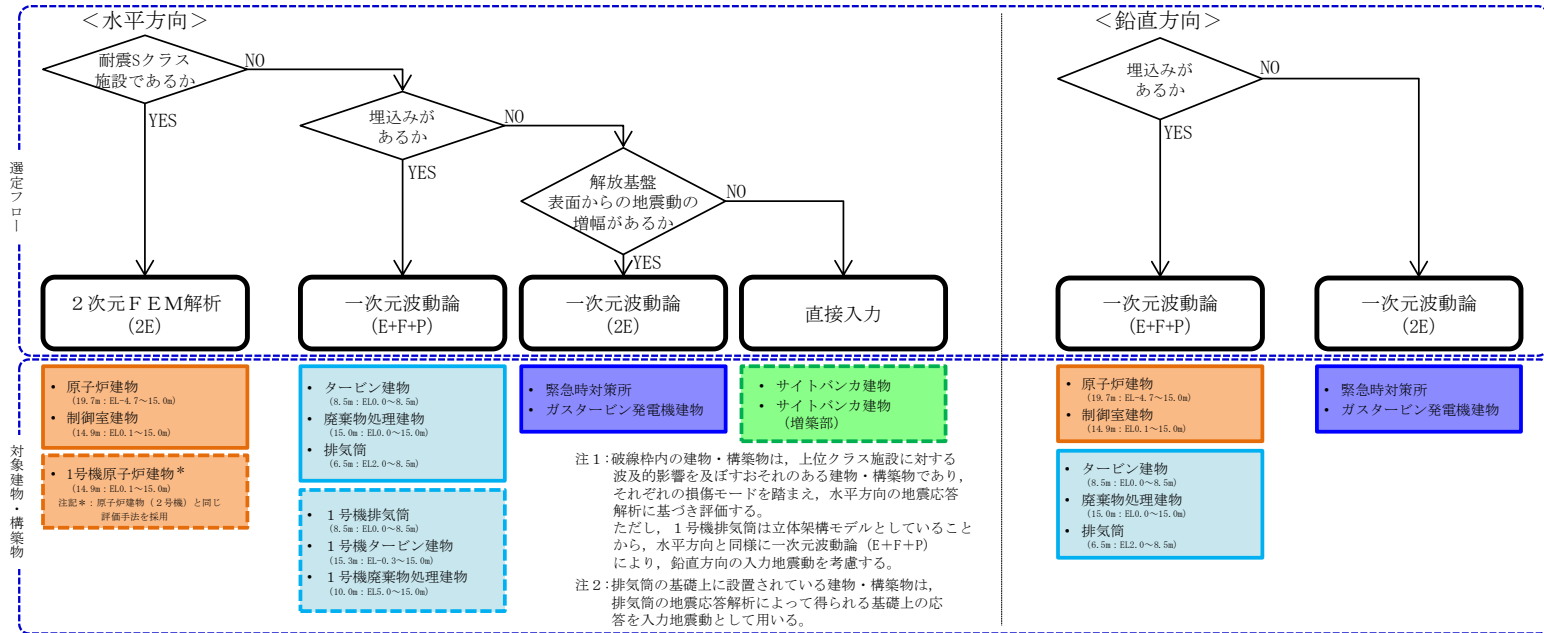 選定フロー
＜水平方向＞
耐震Sクラス
施設であるか
NO
YES
埋込みが
あるか
NO
YES
解放基盤
表面からの地震動の
増幅があるか
NO
YES
２次元ＦＥＭ解析
(2E)
一次元波動論
(E+F+P)
一次元波動論
(2E)
直接入力
＜鉛直方向＞
埋込みが
あるか
NO
YES
一次元波動論
(E+F+P)
一次元波動論
(2E)
対象建物・構築物
• 原子炉建物
(19.7m：EL-4.7～15.0m)
• 制御室建物
(14.9m：EL0.1～15.0m)
• 1号機原子炉建物＊
(14.9m：EL0.1～15.0m)
注記＊：原子炉建物（２号機）と同じ
評価手法を採用
• タービン建物
(8.5m：EL0.0～8.5m)
• 廃棄物処理建物
(15.0m：EL0.0～15.0m)
• 排気筒
(6.5m：EL2.0～8.5m)
• １号機排気筒
(8.5m：EL0.0～8.5m)
• １号機タービン建物
(15.3m：EL-0.3～15.0m)
• １号機廃棄物処理建物
(10.0m：EL5.0～15.0m)
• 緊急時対策所
• ガスタービン発電機建物
• サイトバンカ建物
• サイトバンカ建物
(増築部)
注１：破線枠内の建物・構築物は，上位クラス施設に対する
波及的影響を及ぼすおそれのある建物・構築物であり，
それぞれの損傷モードを踏まえ，水平方向の地震応答
解析に基づき評価する。
ただし，１号機排気筒は立体架構モデルとしていること
から，水平方向と同様に一次元波動論（E+F+P）
により，鉛直方向の入力地震動を考慮する。
注２：排気筒の基礎上に設置されている建物・構築物は，
排気筒の地震応答解析によって得られる基礎上の応
答を入力地震動として用いる。
• 原子炉建物
(19.7m：EL-4.7～15.0m)
• 制御室建物
(14.9m：EL0.1～15.0m)
• タービン建物
(8.5m：EL0.0～8.5m)
• 廃棄物処理建物
(15.0m：EL0.0～15.0m)
• 排気筒
(6.5m：EL2.0～8.5m)
• 緊急時対策所
• ガスタービン発電機建物